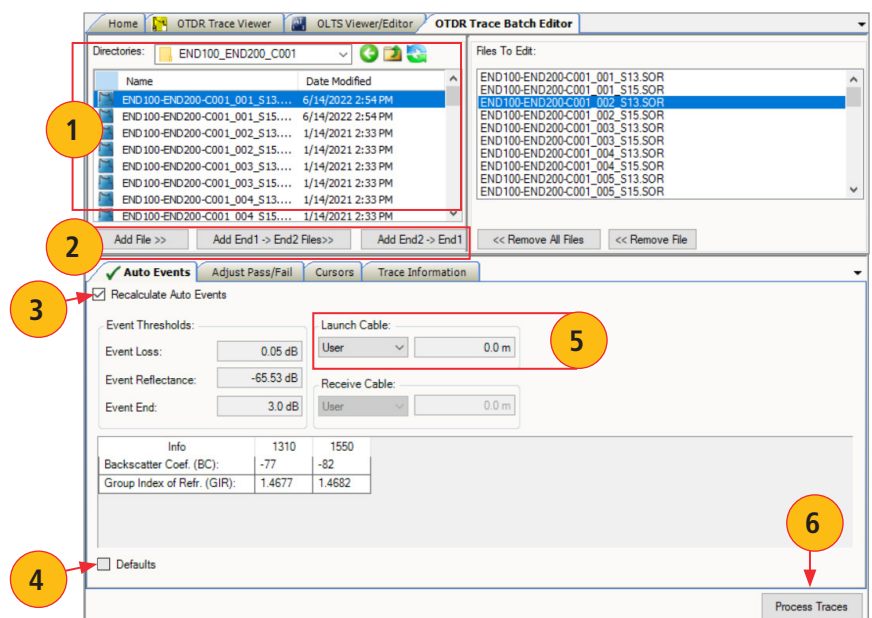 Home OTDR Trace Viewer OLTS Viewer/Editor OTDR Trace Batch Editor
Directories: END100_END200_C001
Name Date Modified
END100-END200-C001_001_S13.... 6/14/2022 2:54 PM
END100-END200-C001_001_S15.... 6/14/2022 2:54 PM
END100-END200-C001_002_S13.... 1/14/2021 2:33 PM
END100-END200-C001_002_S15.... 1/14/2021 2:33 PM
END100-END200-C001_003_S13.... 1/14/2021 2:33 PM
END100-END200-C001_003_S15.... 1/14/2021 2:33 PM
END100-END200-C001_004_S13.... 1/14/2021 2:33 PM
END100-END200-C001_004_S15.... 1/14/2021 2:33 PM
1
Files To Edit:
END100-END200-C001_001_S13.SOR
END100-END200-C001_001_S15.SOR
END100-END200-C001_002_S13.SOR
END100-END200-C001_002_S15.SOR
END100-END200-C001_003_S13.SOR
END100-END200-C001_003_S15.SOR
END100-END200-C001_004_S13.SOR
END100-END200-C001_004_S15.SOR
END100-END200-C001_005_S13.SOR
END100-END200-C001_005_S15.SOR
2
Add File >> Add End1 -> End2 Files>> Add End2 -> End1 << Remove All Files << Remove File
Auto Events Adjust Pass/Fail Cursors Trace Information
3
Recalculate Auto Events
Event Thresholds:
Event Loss: 0.05 dB
Event Reflectance: -65.53 dB
Event End: 3.0 dB
Launch Cable:
User 0.0 m
5
Receive Cable:
User 0.0 m
Info 1310 1550
Backscatter Coef. (BC): -77 -82
Group Index of Refr. (GIR): 1.4677 1.4682
6
4
Defaults
Process Traces